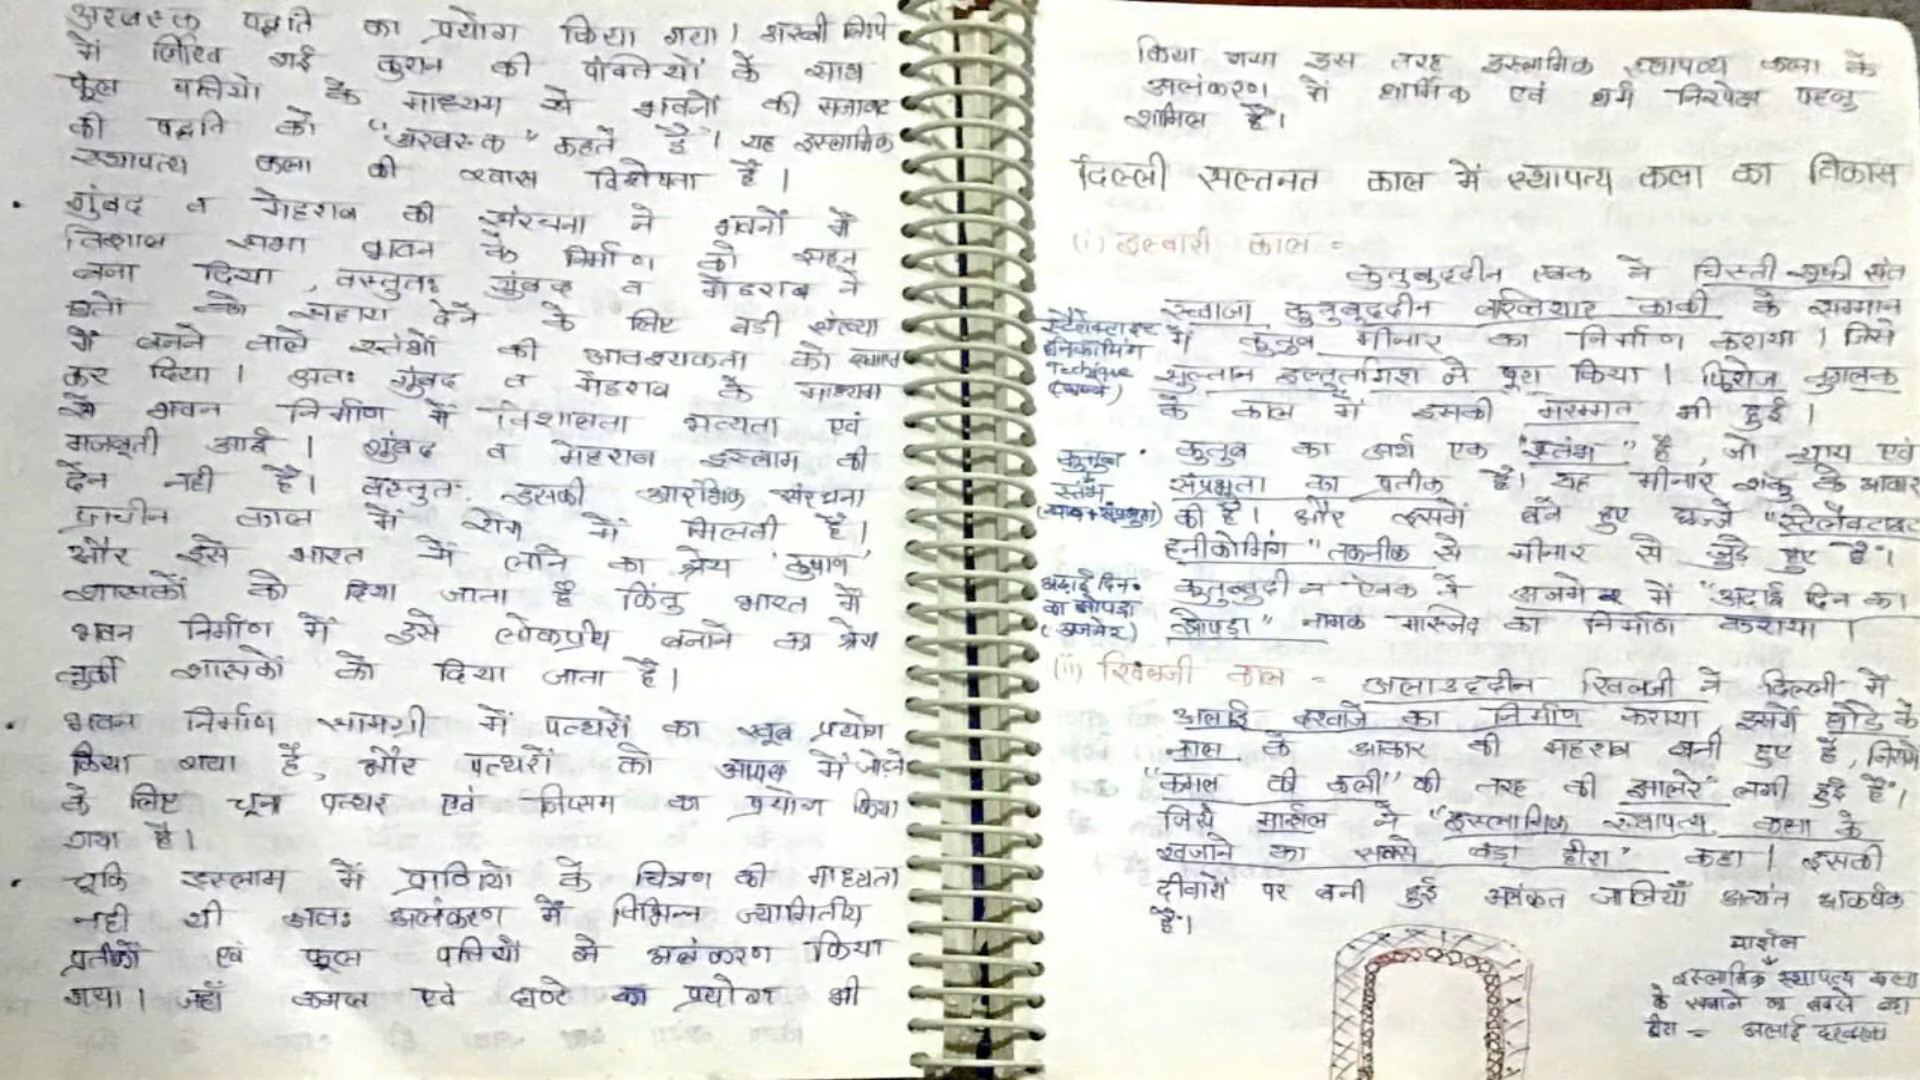 अरबस्क पद्धति का प्रयोग किया गया। अरबी लिपि
में लिखित गई कुरान की पंक्तियों के साथ
फूल पत्तियों के माध्यम से भवनों की सजावट
की पद्धति को "अरबस्क" कहते हैं। यह इस्लामिक
स्थापत्य कला की खास विशेषता है।
• गुंबद व मेहराब की संरचना ने भवनों में
विशाल सभा भवन के निर्माण को सहज
बना दिया, वस्तुतः गुंबद व मेहराब ने
छतों को सहारा देने के लिए बड़ी संख्या
में बनने वाले स्तंभों की आवश्यकता को समाप्त
कर दिया। अतः गुंबद व मेहराब के माध्यम
से भवन निर्माण में विशालता भव्यता एवं
मजबूती आई। गुंबद व मेहराब इस्लाम की
देन नही है। वस्तुतः इसकी आरंभिक संरचना
प्राचीन काल में रोम में मिलती है।
और इसे भारत में लाने का श्रेय 'कुषाण'
शासकों को दिया जाता है किंतु भारत में
भवन निर्माण में इसे लोकप्रीय बनाने का श्रेय
तुर्की शासकों को दिया जाता है।
• भवन निर्माण सामग्री में पत्थरों का खूब प्रयोग
किया गया है, और पत्थरों को आपस में जोड़ने
के लिए चूना पत्थर एवं जिप्सम का प्रयोग किया
गया है।
• चूकि इस्लाम में प्राणियों के चित्रण की मान्यता
नही थी अतः अलंकरण में विभिन्न ज्यामितीय
प्रतीकों एवं फूल पत्तियों से अलंकरण किया
गया। जहाँ कमल एवं घण्टे का प्रयोग भी
किया गया इस तरह इस्लामिक स्थापत्य कला के
अलंकरण में धार्मिक एवं धर्म निरपेक्ष पहलु
शामिल है।
दिल्ली सल्तनत काल में स्थापत्य कला का विकास
(i) इल्बारी काल =
कुतुबुद्दीन एबक ने चिस्ती सूफी संत
ख्वाजा कुतुबुद्दीन बख्तियार काकी के सम्मान
में कुतुब मीनार का निर्माण कराया। जिसे
सुल्तान इल्तुतमिश ने पूरा किया। फिरोज तुगलक
के काल में इसकी मरम्मत भी हुई।
स्टैलेक्टाइट
हनिकोमिंग
Technique
(छज्जे)
• कुतुब का अर्थ एक "स्तंभ" है, जो न्याय एवं
संप्रभुता का प्रतीक है। यह मीनार शंकु के आकार
की है। और इसमें बने हुए छज्जे "स्टैलेक्टाइट
हनीकोमिंग" तकनीक से मीनार से जुड़े हुए है।
कुतुब
स्तंभ
(न्याय + संप्रभुता)
कुतुबुद्दीन ऐबक ने अजमेर में "अढाई दिन का
झोपड़ा" नामक मस्जिद का निर्माण कराया।
अढाई दिन
का झोपडा
(अजमेर)
(ii) खिलजी काल - अलाउद्दीन खिलजी ने दिल्ली में
अलाई दरवाजे का निर्माण कराया इसमें घोडे के
नाल के आकार की महराब बनी हुए है, जिसमें
"कमल की कली" की तरह की झालरे लगी हुई है।
जिसे मार्शल ने "इस्लामिक स्थापत्य कला के
खजाने का सबसे बड़ा हीरा" कहा। इसकी
दीवारों पर बनी हुई अलंकृत जालियाँ अत्यंत आकर्षक
है।
मार्शल
इस्लामिक स्थापत्य कला
के खजाने का सबसे बडा
हीरा = अलाई दरवाजा